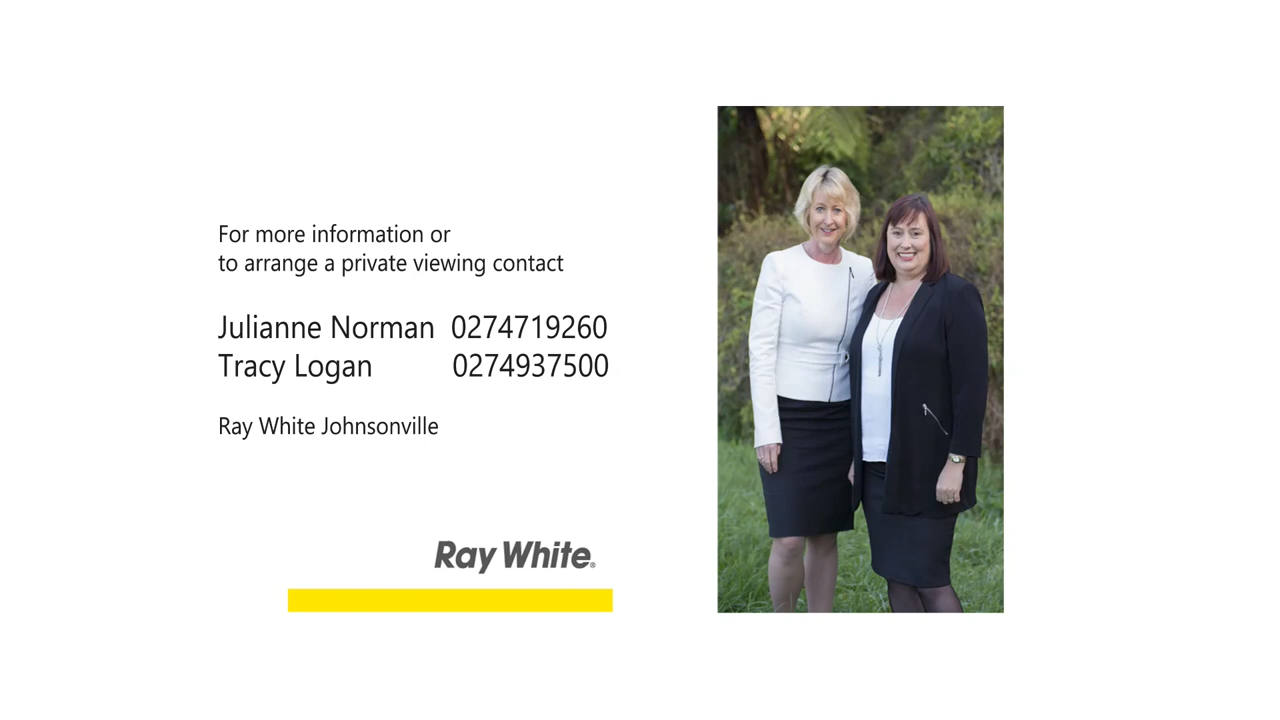 For more information or
to arrange a private viewing contact
Julianne Norman 0274719260
Tracy Logan 0274937500
Ray White Johnsonville
Ray White®